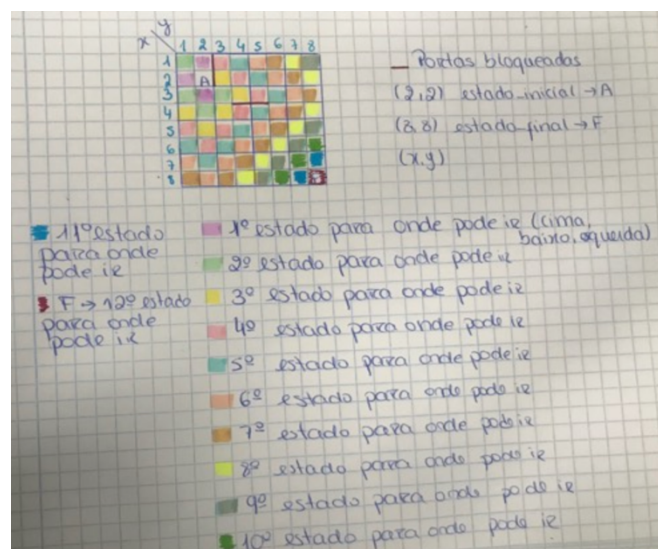 y
x
1 2 3 4 5 6 7 8
1
2 A
3
4
5
6
7
8
Portas bloqueadas
(2,2) estado inicial → A
(8,8) estado final → F
(x,y)
11º estado
para onde
pode ir
F → 12º estado
para onde
pode ir
1º estado para onde pode ir (cima,
baixo, esquerda)
2º estado para onde pode ir
3º estado para onde pode ir
4º estado para onde pode ir
5º estado para onde pode ir
6º estado para onde pode ir
7º estado para onde pode ir
8º estado para onde pode ir
9º estado para onde pode ir
10º estado para onde pode ir